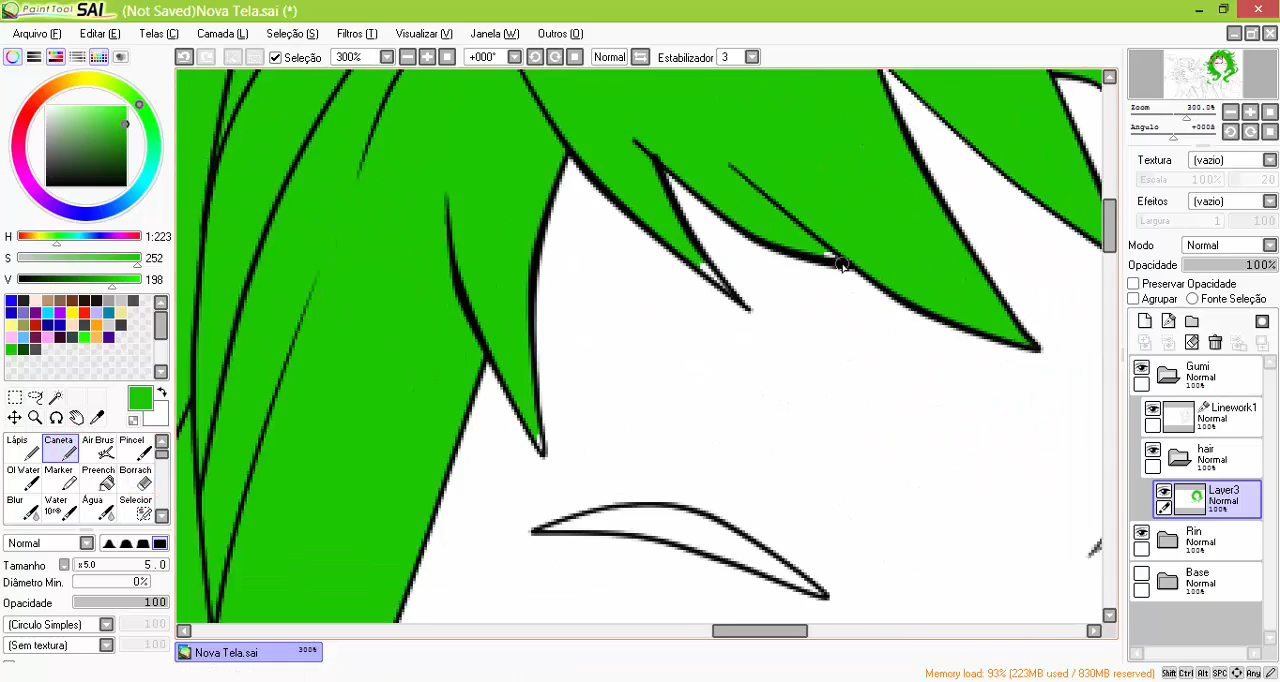 PaintTool SAI (Not Saved)Nova Tela.sai (*)
Arquivo (F) Editar (E) Telas (C) Camada (L) Seleção (S) Filtros (T) Visualizar (V) Janela (W) Outros (O)
Seleção 300% +000° Normal Estabilizador 3
H 1:223
S 252
V 198
Lápis Caneta Air Brus Pincel
Oil Water Marker Preench Borrach
Blur Water Água Selecior
Normal
Tamanho x5.0 5.0
Diâmetro Min. 0%
Opacidade 100
(Circulo Simples) 100
(Sem textura) 100
Nova Tela.sai 300%
Zoom 300.0%
Angulo +000°
Textura (vazio)
Escala 100% 20
Efeitos (vazio)
Largura 1 100
Modo Normal
Opacidade 100%
Preservar Opacidade
Agrupar Fonte Seleção
Gumi
Normal
100%
Linework1
Normal
100%
hair
Normal
100%
Layer3
Normal
100%
Rin
Normal
100%
Base
Normal
100%
Memory load: 93% (223MB used / 830MB reserved) Shift Ctrl Alt SPC Any